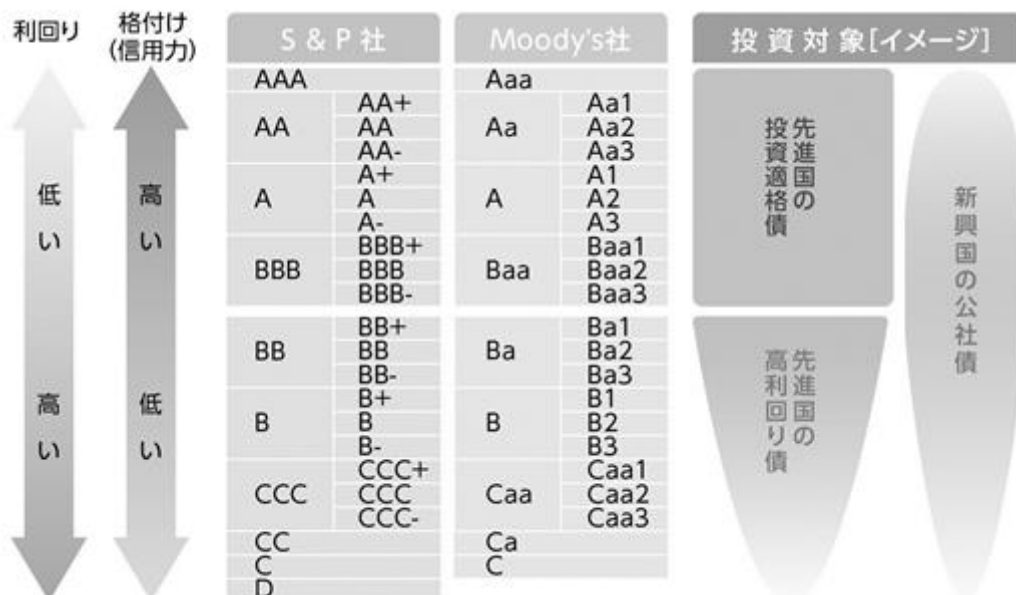 利回り
格付け
(信用力)
S & P 社
Moody's社
投資対象[イメージ]
低い
高い
高い
低い
AAA
Aaa
AA
AA+
AA
AA-
Aa
Aa1
Aa2
Aa3
A
A+
A
A-
A
A1
A2
A3
BBB
BBB+
BBB
BBB-
Baa
Baa1
Baa2
Baa3
BB
BB+
BB
BB-
Ba
Ba1
Ba2
Ba3
B
B+
B
B-
B
B1
B2
B3
CCC
CCC+
CCC
CCC-
Caa
Caa1
Caa2
Caa3
CC
Ca
C
C
D
先進国の
投資適格債
先進国の
高利回り債
新興国の公社債